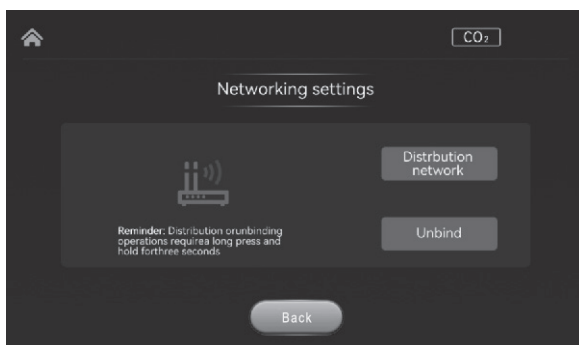 CO₂
Networking settings
Distrbution
network
Reminder: Distribution orunbinding
operations requirea long press and
hold forthree seconds
Unbind
Back